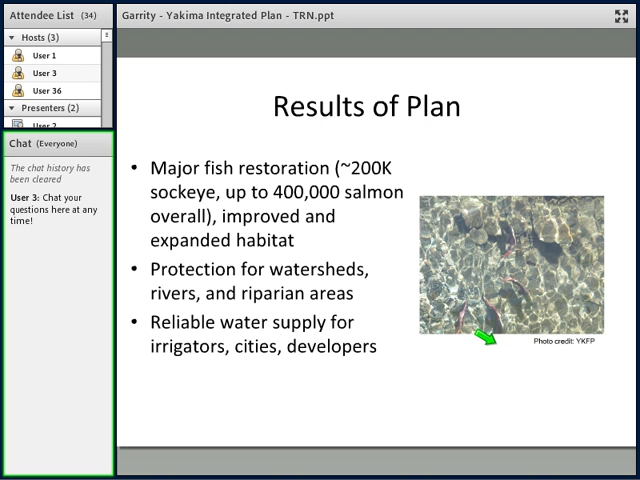 Attendee List (34)
Hosts (3)
User 1
User 3
User 36
Presenters (2)
User 2
Chat (Everyone)
The chat history has
been cleared
User 3: Chat your
questions here at any
time!
Garrity - Yakima Integrated Plan - TRN.ppt
Results of Plan
• Major fish restoration (~200K
sockeye, up to 400,000 salmon
overall), improved and
expanded habitat
• Protection for watersheds,
rivers, and riparian areas
• Reliable water supply for
irrigators, cities, developers
Photo credit: YKFP